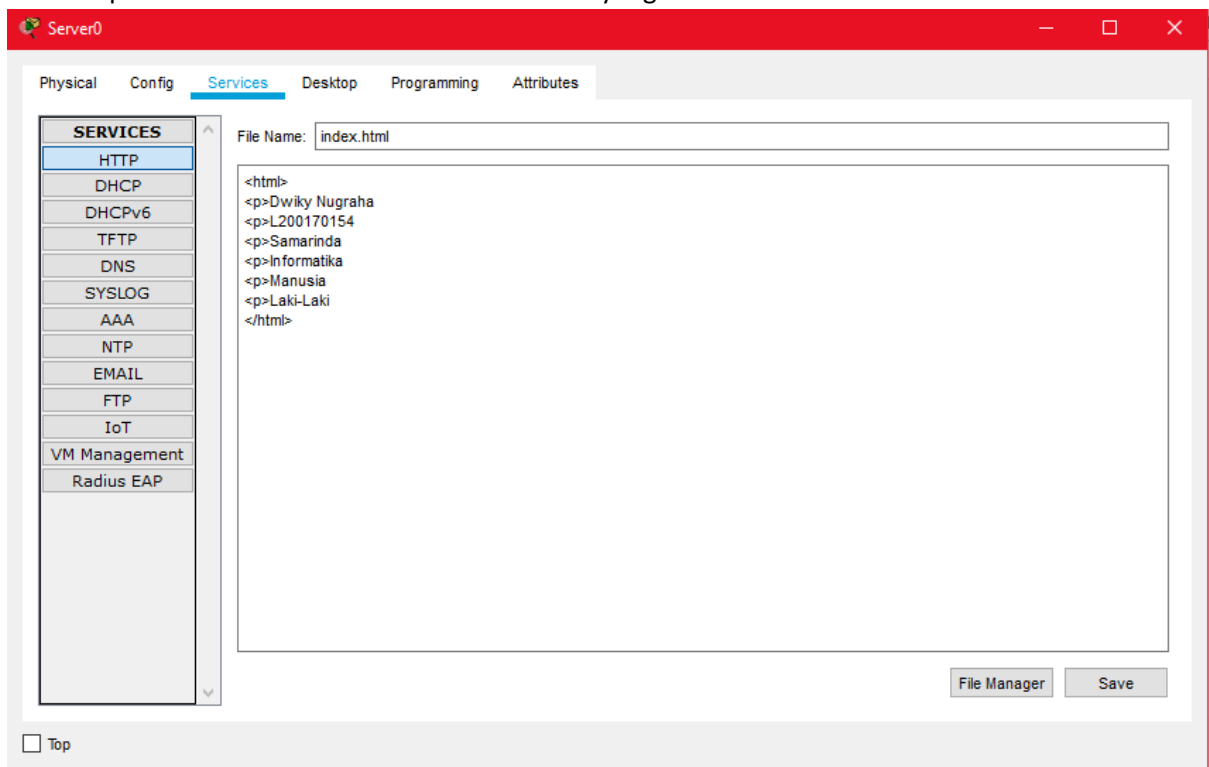 Server0
Physical Config Services Desktop Programming Attributes
SERVICES
HTTP
DHCP
DHCPv6
TFTP
DNS
SYSLOG
AAA
NTP
EMAIL
FTP
IoT
VM Management
Radius EAP
File Name: index.html
<html>
<p>Dwiky Nugraha
<p>L200170154
<p>Samarinda
<p>Informatika
<p>Manusia
<p>Laki-Laki
</html>
File Manager Save
Top